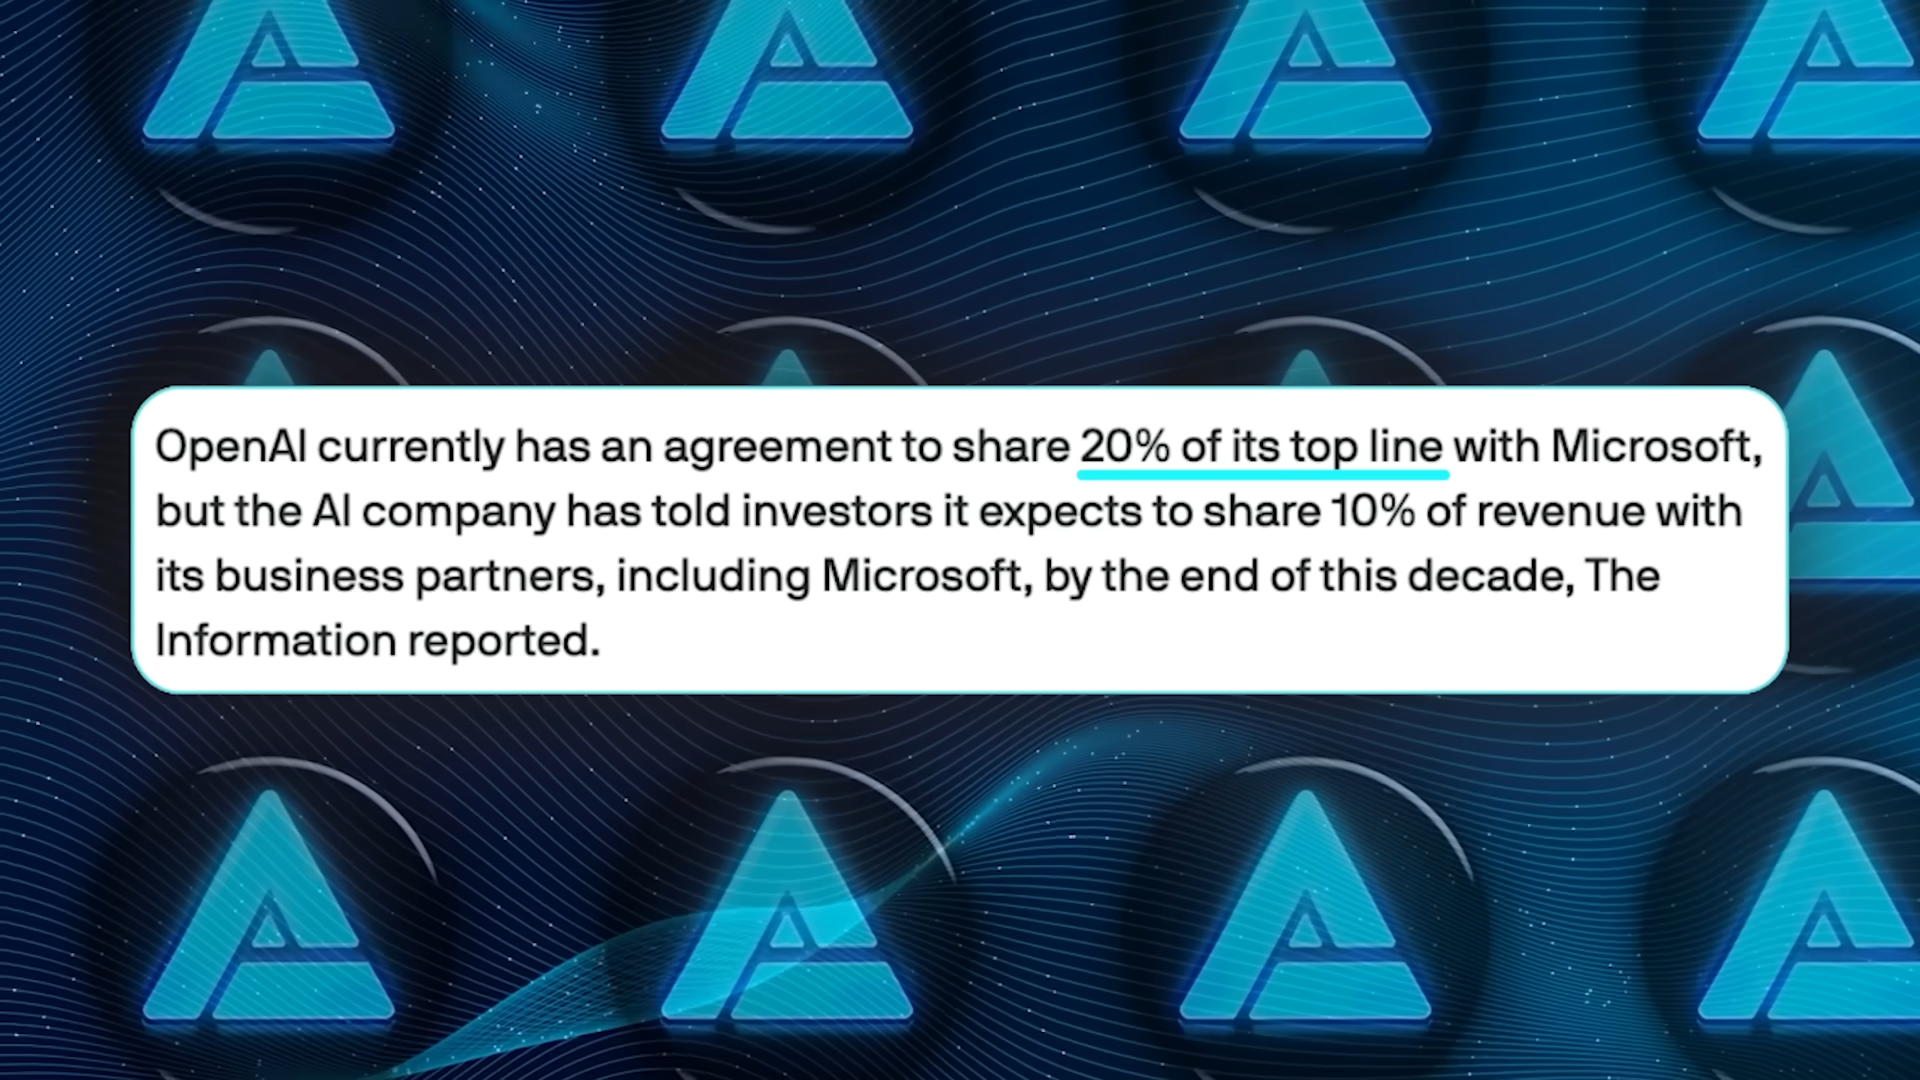 OpenAI currently has an agreement to share 20% of its top line with Microsoft,
but the AI company has told investors it expects to share 10% of revenue with
its business partners, including Microsoft, by the end of this decade, The
Information reported.